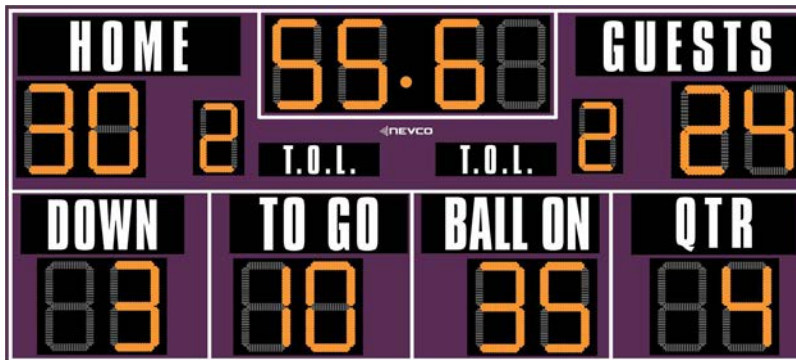 HOME 55.6 GUESTS
30 2 2 24
NEVCO
T.O.L. T.O.L.
DOWN TO GO BALL ON QTR
3 10 35 4